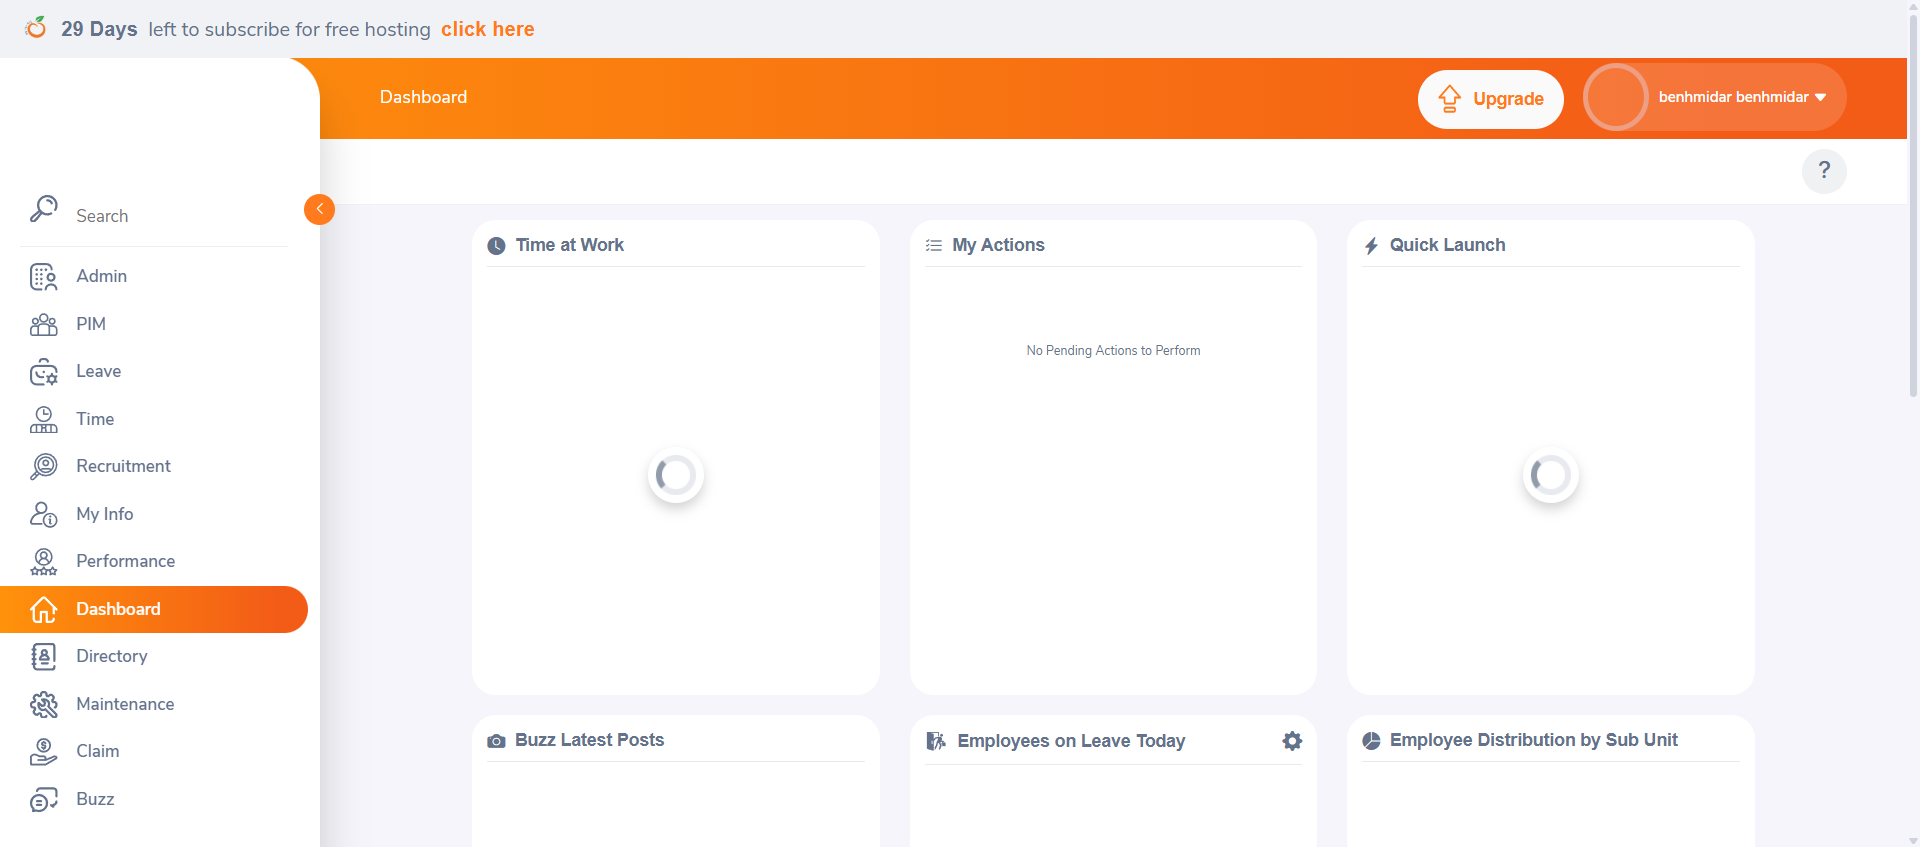 29 Days left to subscribe for free hosting click here
Dashboard
Upgrade
benhmidar benhmidar
?
Search
Admin
PIM
Leave
Time
Recruitment
My Info
Performance
Dashboard
Directory
Maintenance
Claim
Buzz
Time at Work
My Actions
No Pending Actions to Perform
Quick Launch
Buzz Latest Posts
Employees on Leave Today
Employee Distribution by Sub Unit